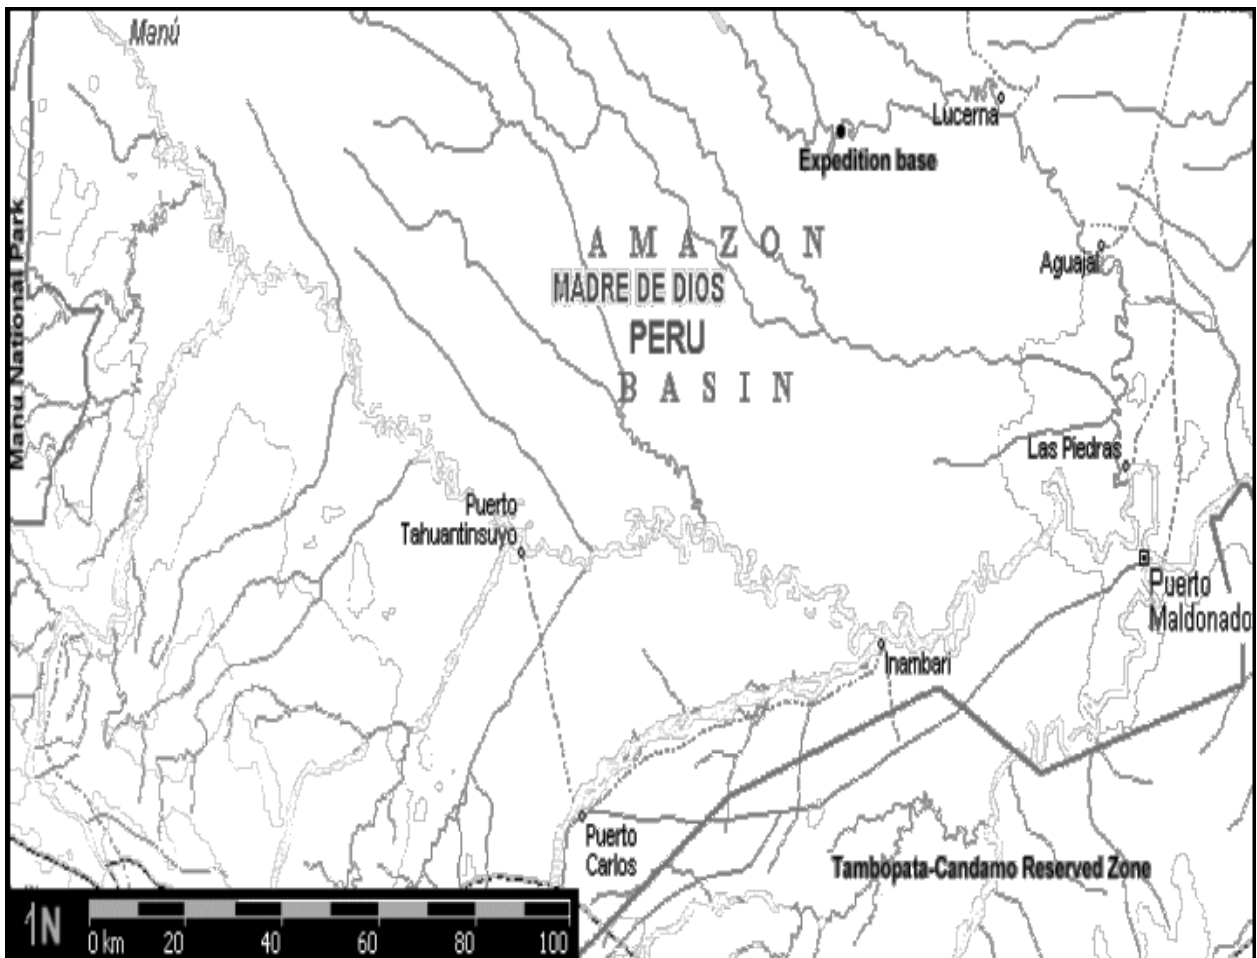 Manú
Lucerna
Expedition base
Manu National Park
A M A Z O N
Aguajal
MADRE DE DIOS
PERU
B A S I N
Las Piedras
Puerto
Tahuantinsuyo
Puerto
Maldonado
Inambari
Puerto
Carlos
Tambopata-Candamo Reserved Zone
N
0 km 20 40 60 80 100